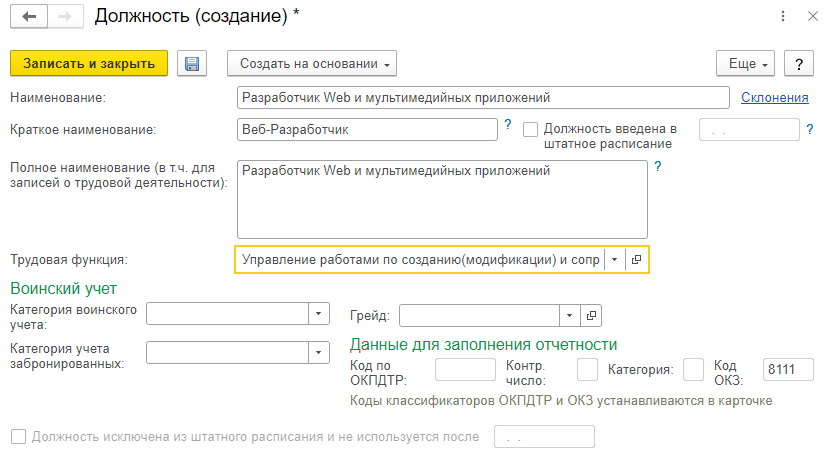 Должность (создание) *
Записать и закрыть
Создать на основании
Еще
?
Наименование: Разработчик Web и мультимедийных приложений Склонения
Краткое наименование: Веб-Разработчик ? Должность введена в штатное расписание . . ?
Полное наименование (в т.ч. для записей о трудовой деятельности): Разработчик Web и мультимедийных приложений ?
Трудовая функция: Управление работами по созданию(модификации) и сопр
Воинский учет
Категория воинского учета:
Грейд:
Категория учета забронированных:
Данные для заполнения отчетности
Код по ОКПДТР: Контр. число: Категория: Код ОКЗ: 8111
Коды классификаторов ОКПДТР и ОКЗ устанавливаются в карточке
Должность исключена из штатного расписания и не используется после . .